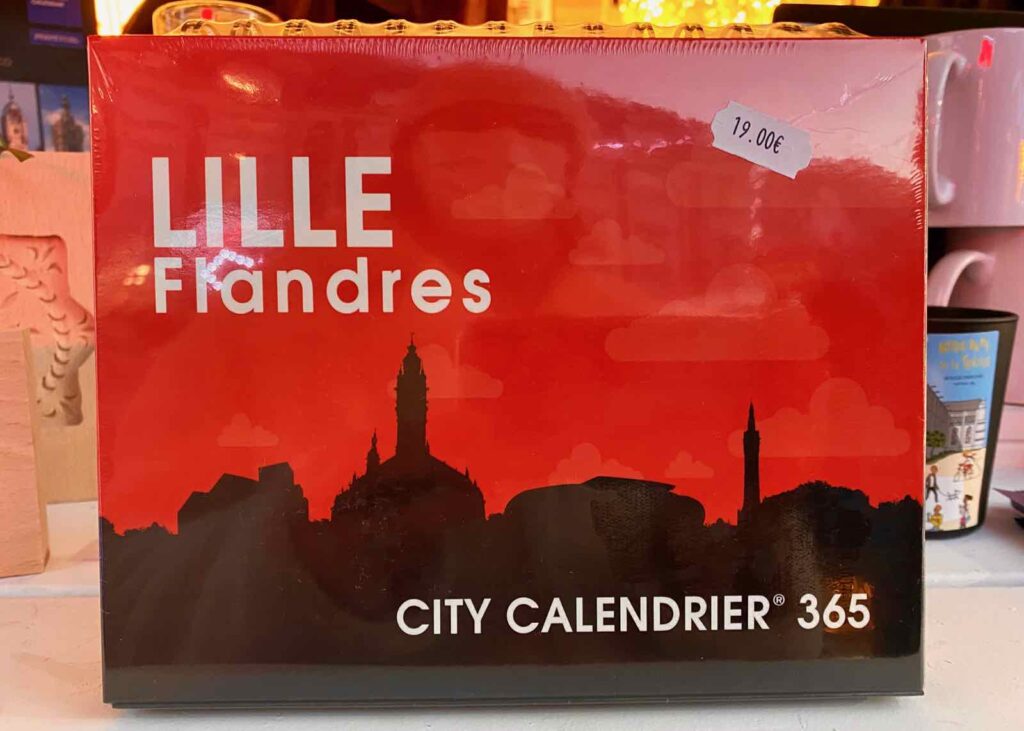 19.00€
LILLE
Flandres
CITY CALENDRIER® 365